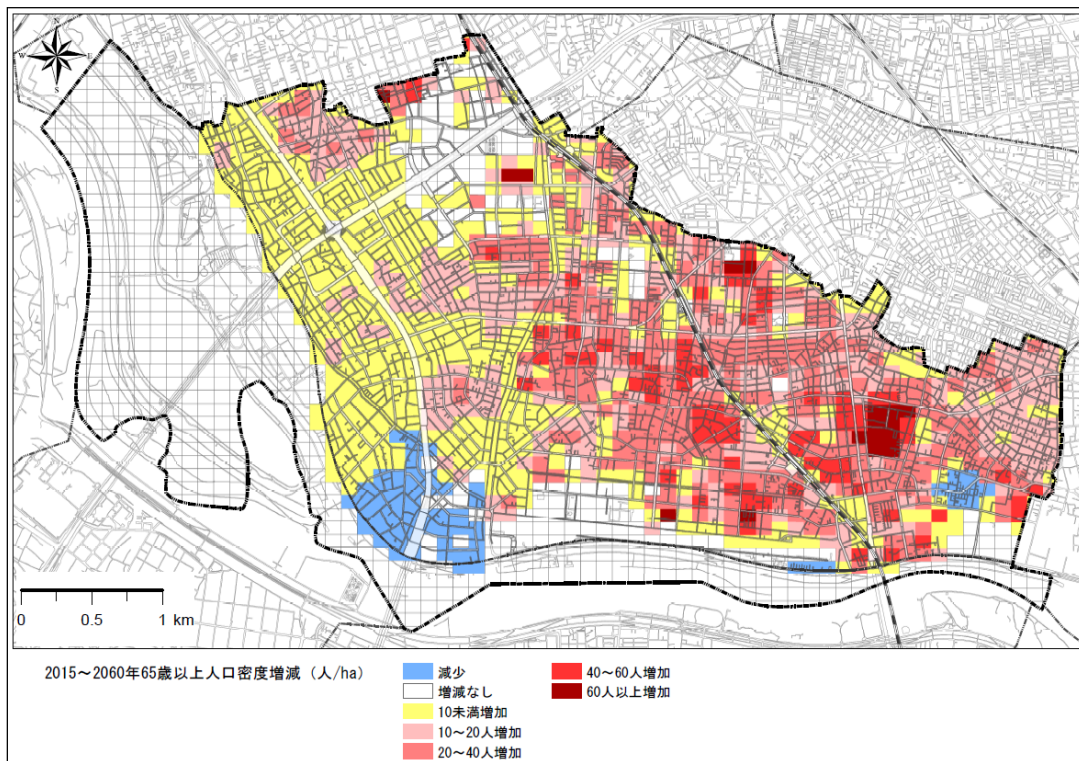 N
W
E
S
0 0.5 1 km
2015～2060年65歳以上人口密度増減（人/ha）
減少
増減なし
10未満増加
10～20人増加
20～40人増加
40～60人増加
60人以上増加